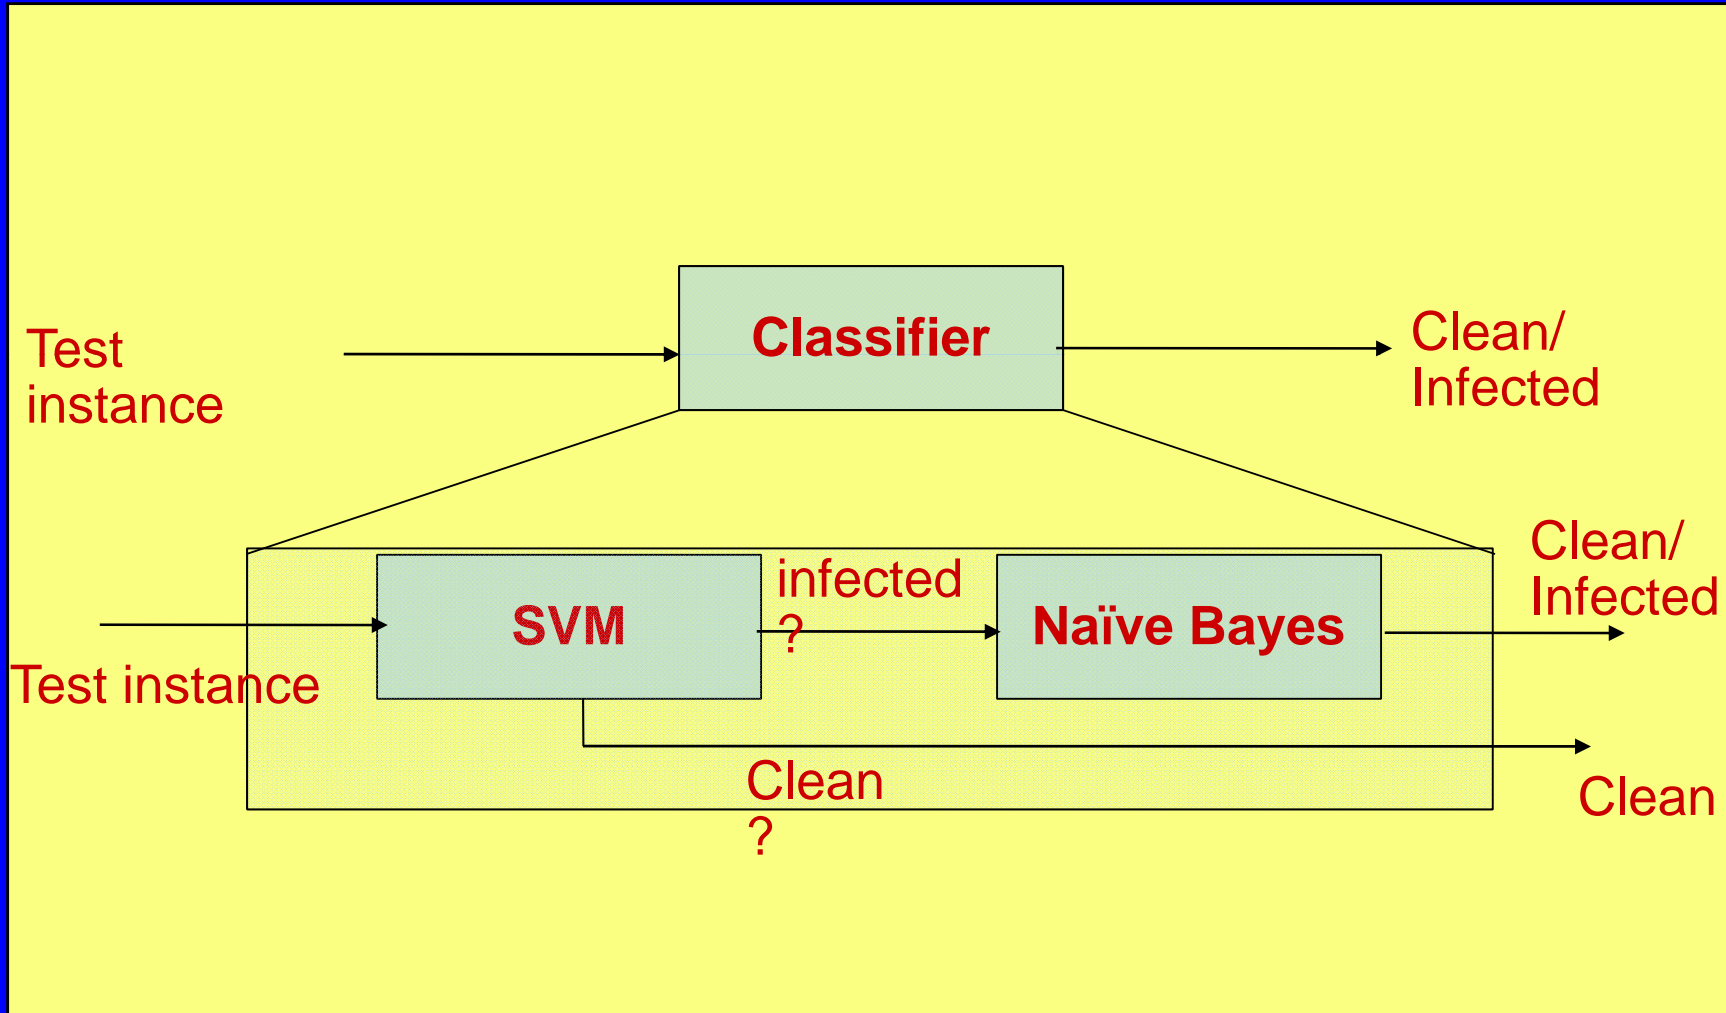 Test
instance
Classifier
Clean/
Infected
Test instance
SVM
infected
?
Naïve Bayes
Clean/
Infected
Clean
?
Clean